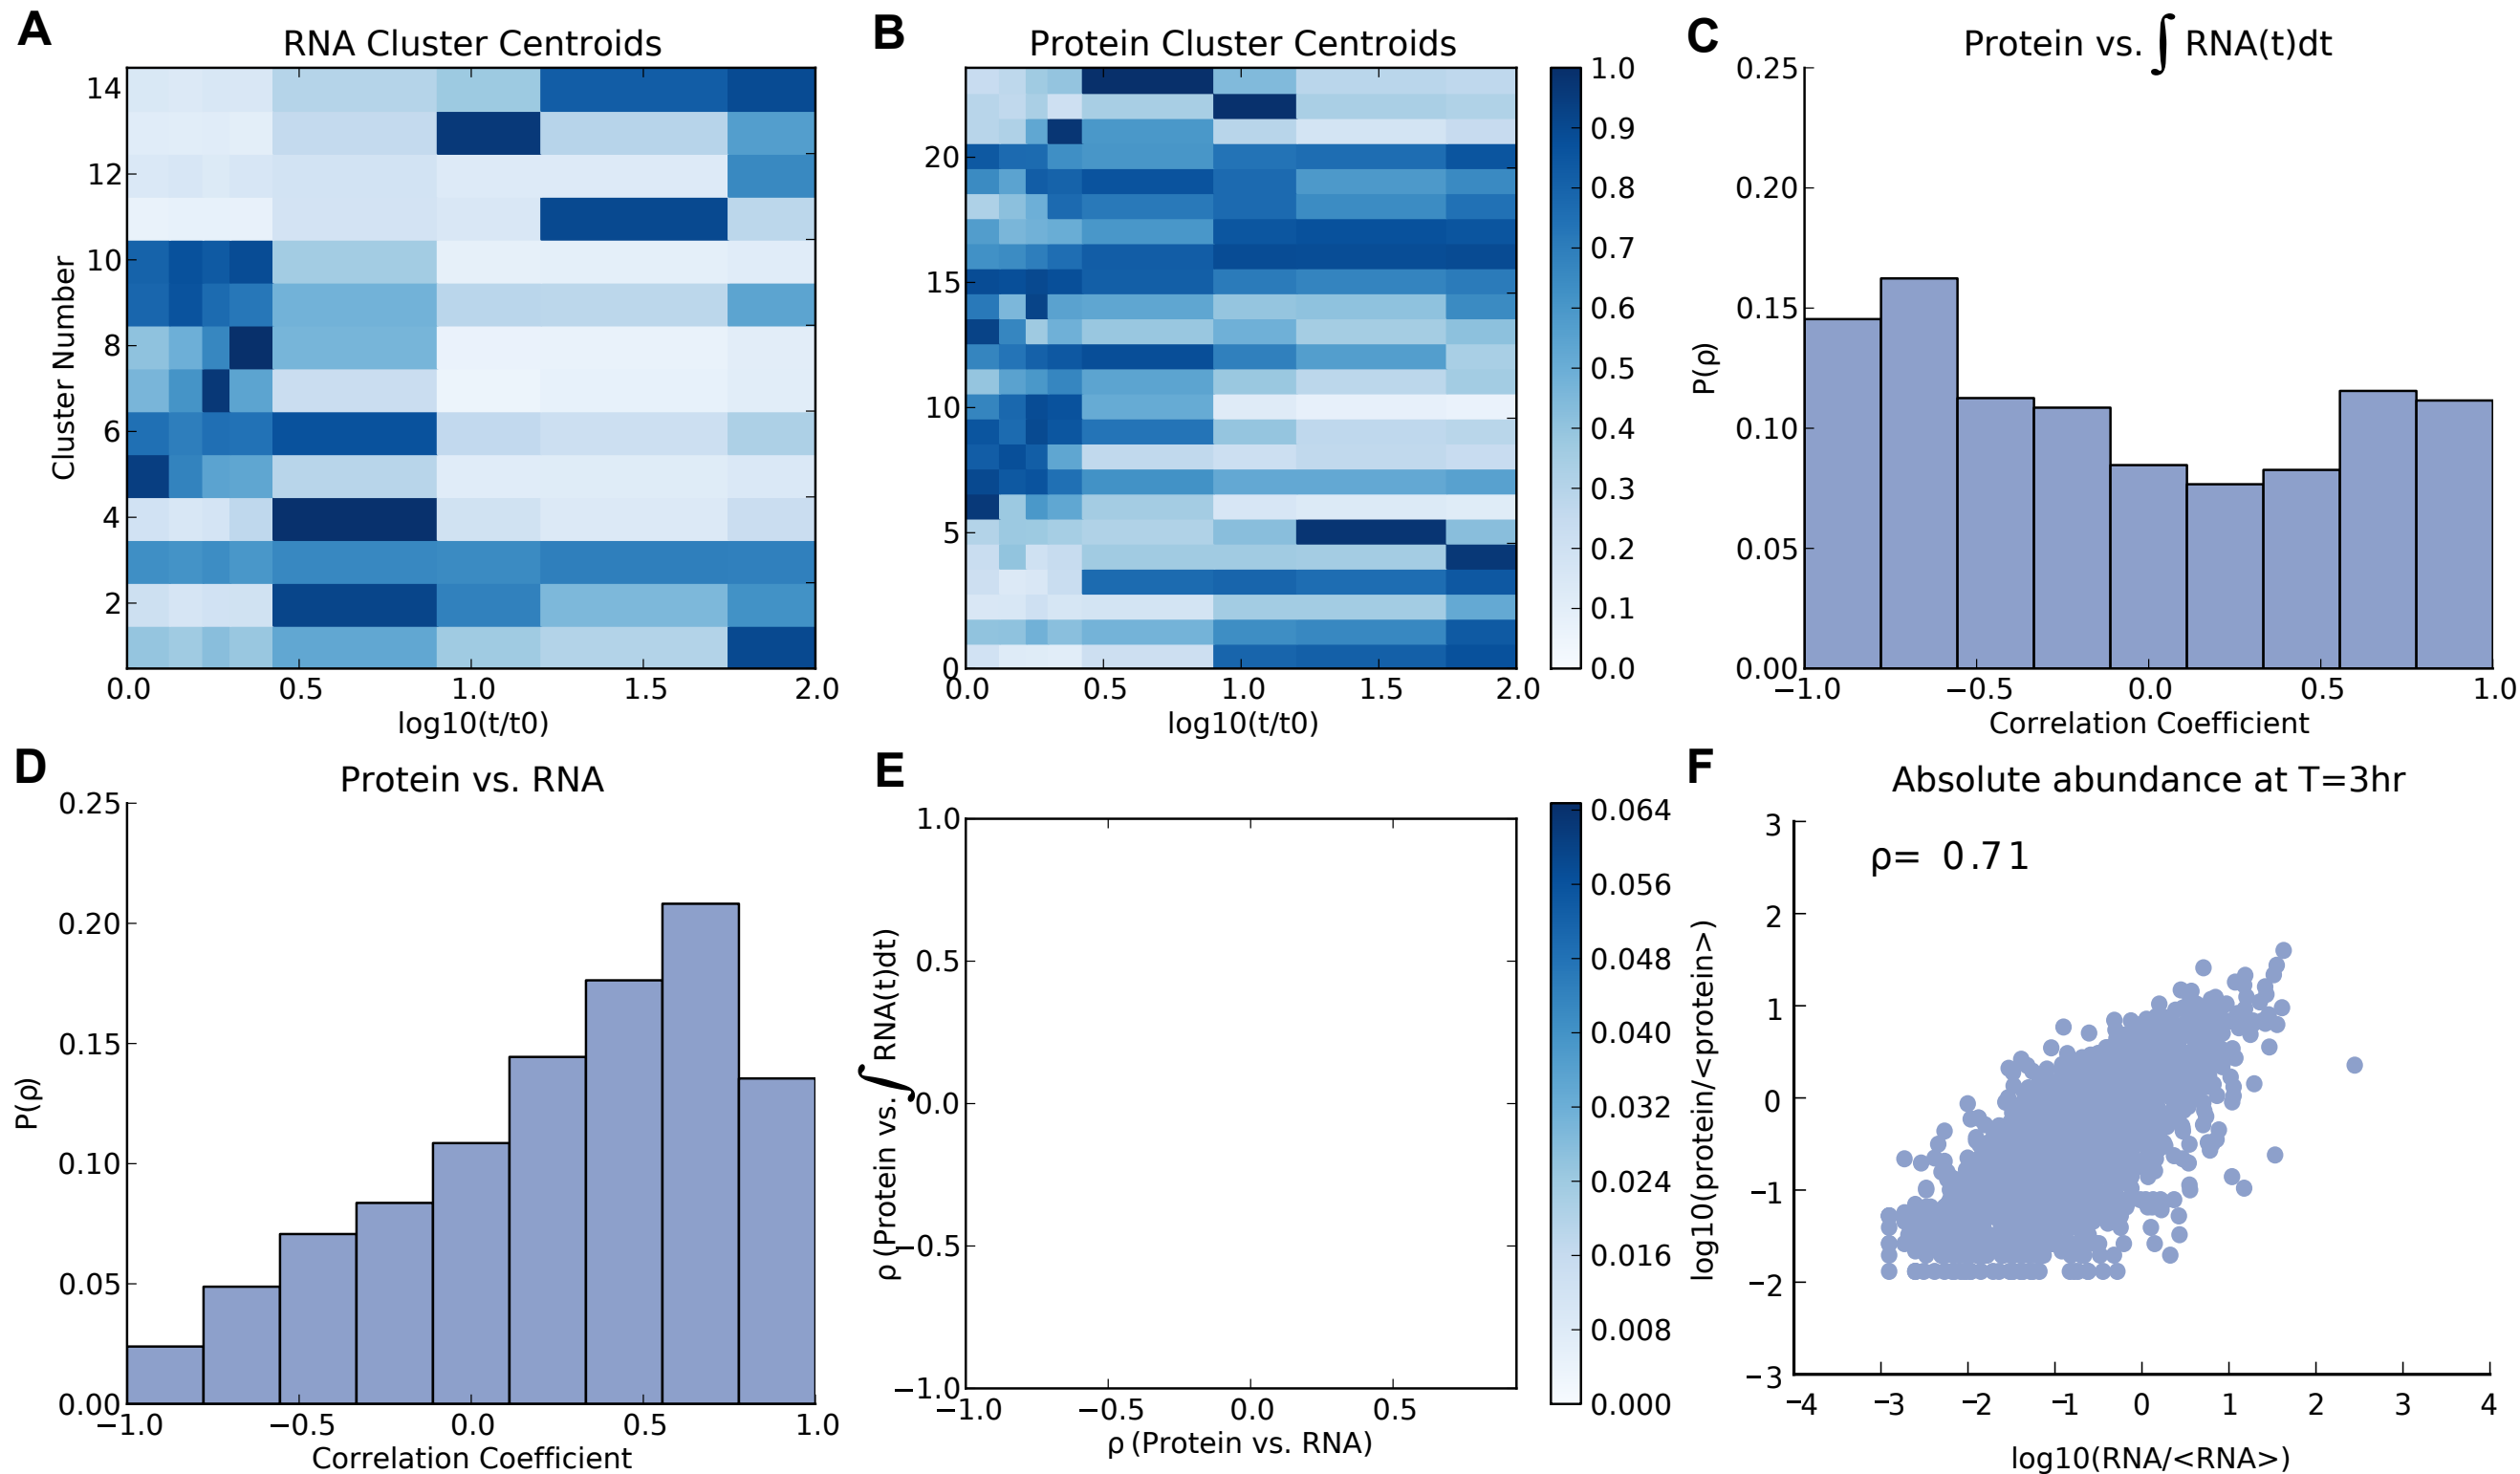 A
RNA Cluster Centroids
14
12
10
8
6
4
2
Cluster Number
0.0 0.5 1.0 1.5 2.0
log10(t/t0)
B
Protein Cluster Centroids
20
15
10
5
0
0.0 0.5 1.0 1.5 2.0
log10(t/t0)
1.0
0.9
0.8
0.7
0.6
0.5
0.4
0.3
0.2
0.1
0.0
C
Protein vs. ∫ RNA(t)dt
0.25
0.20
0.15
0.10
0.05
0.00
P(ρ)
−1.0 −0.5 0.0 0.5 1.0
Correlation Coefficient
D
Protein vs. RNA
0.25
0.20
0.15
0.10
0.05
0.00
P(ρ)
−1.0 −0.5 0.0 0.5 1.0
Correlation Coefficient
E
1.0
0.5
0.0
−0.5
−1.0
ρ (Protein vs. ∫ RNA(t)dt)
−1.0 −0.5 0.0 0.5
ρ (Protein vs. RNA)
0.064
0.056
0.048
0.040
0.032
0.024
0.016
0.008
0.000
F
Absolute abundance at T=3hr
ρ= 0.71
3
2
1
0
−1
−2
−3
log10(protein/<protein>)
−4 −3 −2 −1 0 1 2 3 4
log10(RNA/<RNA>)